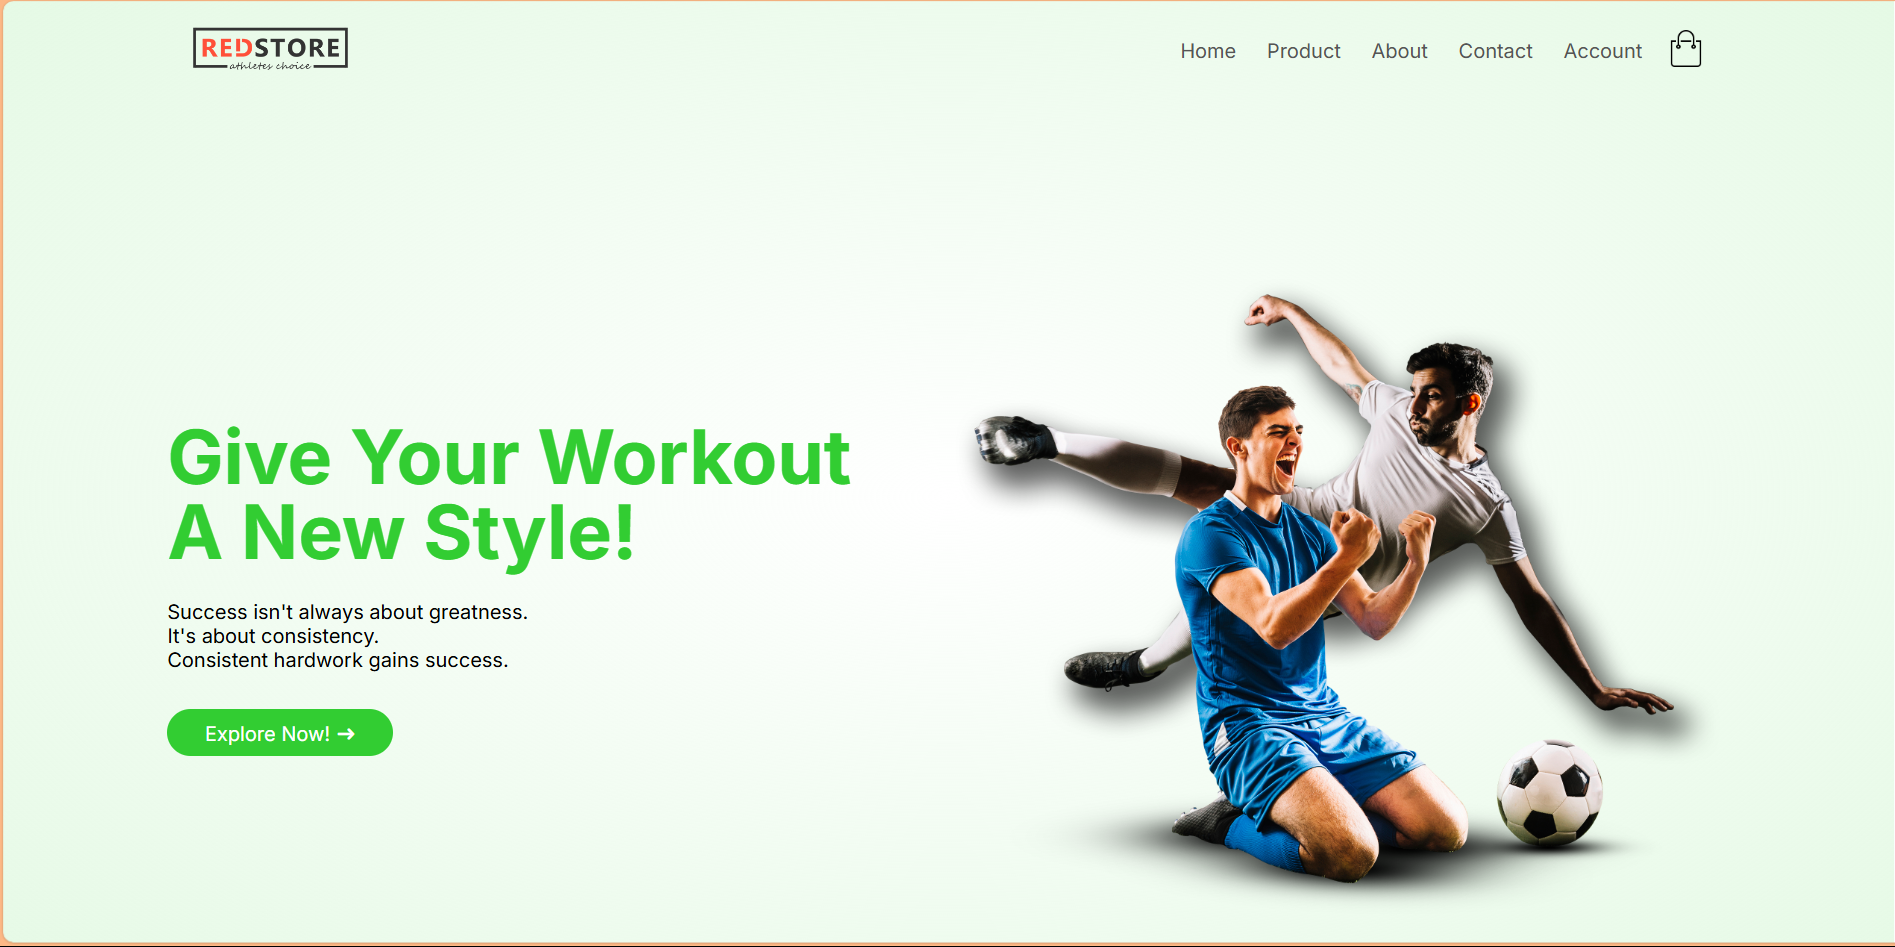 REDSTORE
athletes choice
Home Product About Contact Account
Give Your Workout
A New Style!
Success isn't always about greatness.
It's about consistency.
Consistent hardwork gains success.
Explore Now! →